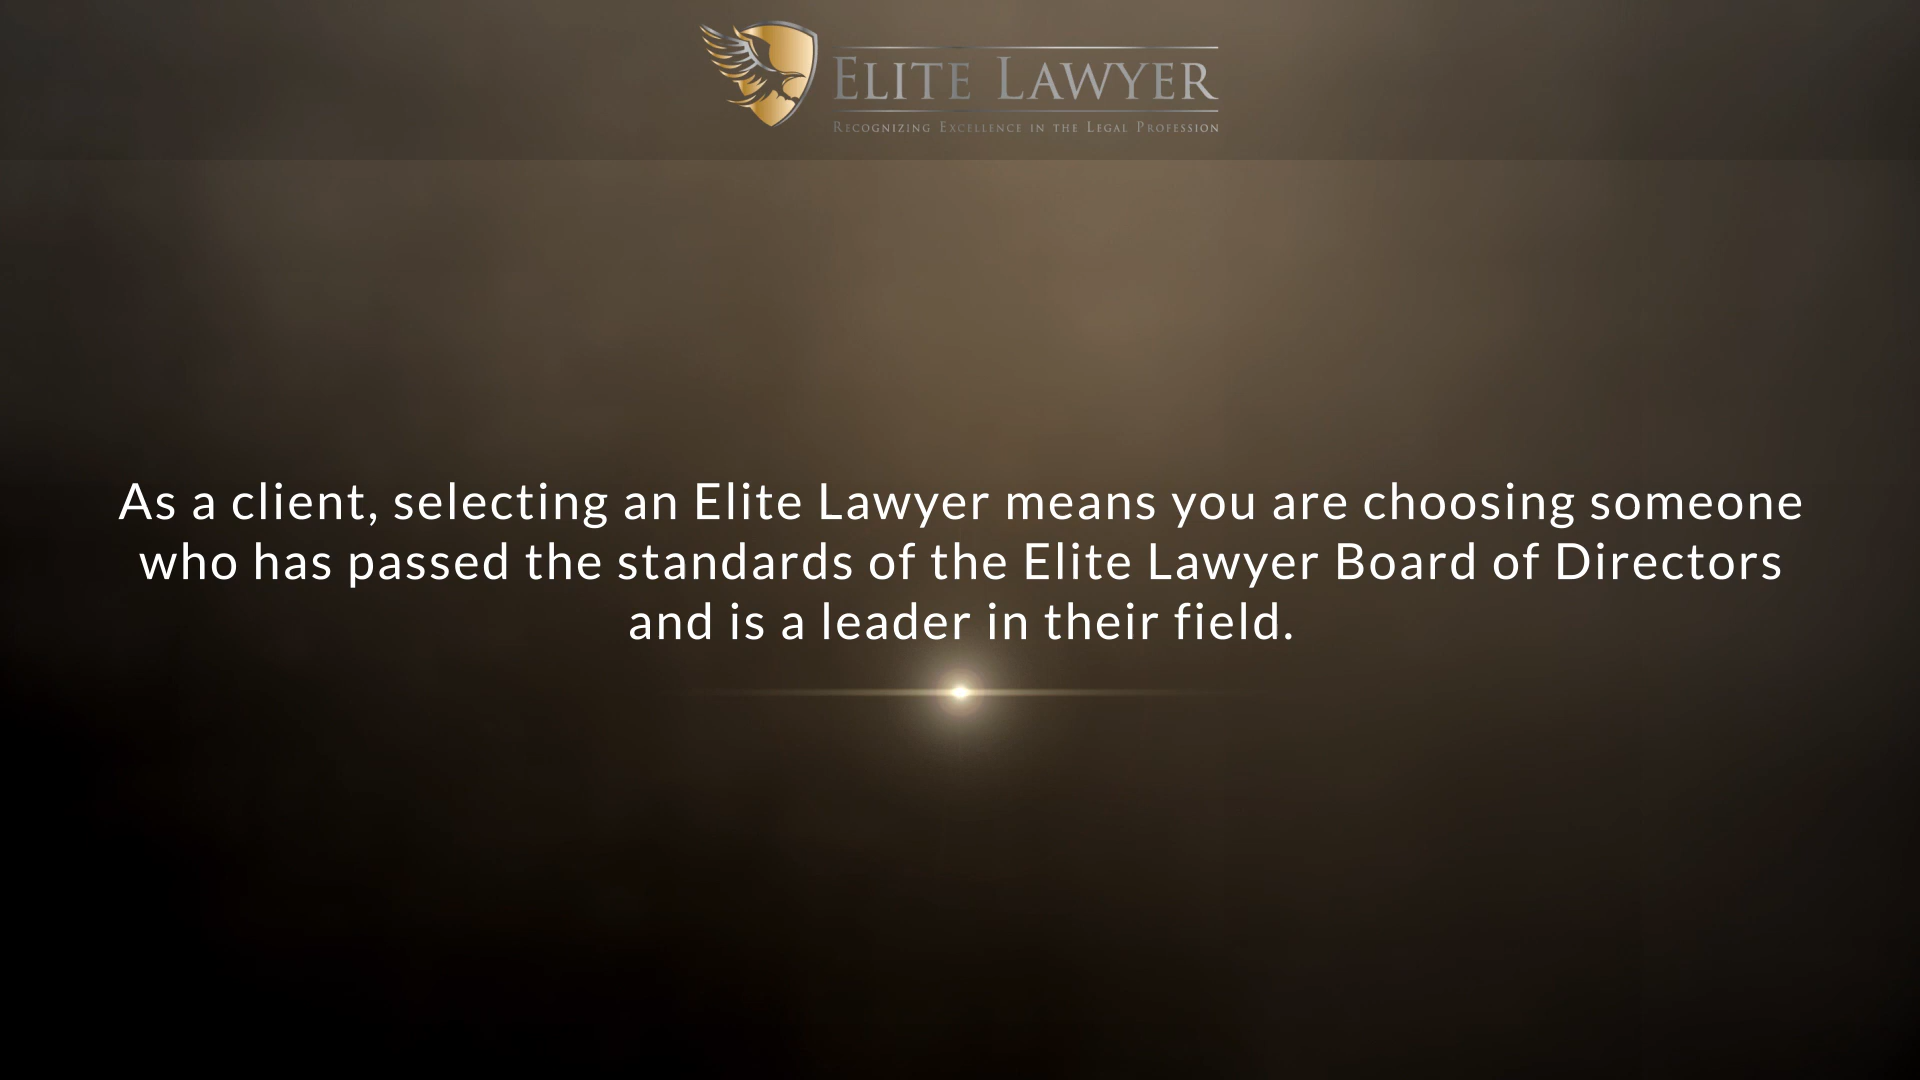 Elite Lawyer
Recognizing Excellence in the Legal Profession
As a client, selecting an Elite Lawyer means you are choosing someone
who has passed the standards of the Elite Lawyer Board of Directors
and is a leader in their field.